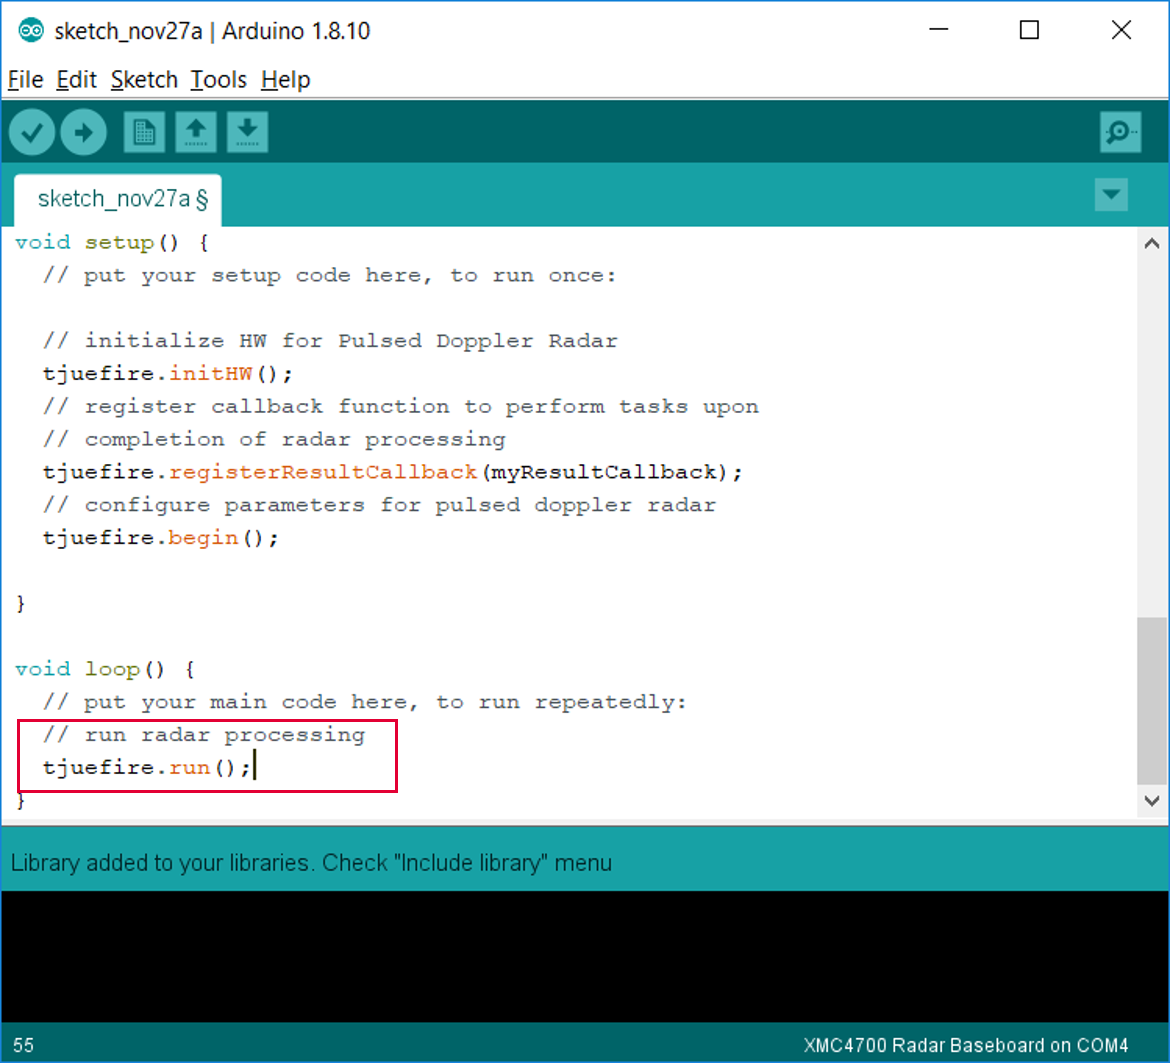 sketch_nov27a | Arduino 1.8.10
File Edit Sketch Tools Help
sketch_nov27a §
void setup() {
  // put your setup code here, to run once:
  // initialize HW for Pulsed Doppler Radar
  tjuefire.initHW();
  // register callback function to perform tasks upon
  // completion of radar processing
  tjuefire.registerResultCallback(myResultCallback);
  // configure parameters for pulsed doppler radar
  tjuefire.begin();
}
void loop() {
  // put your main code here, to run repeatedly:
  // run radar processing
  tjuefire.run();
}
Library added to your libraries. Check "Include library" menu
55 XMC4700 Radar Baseboard on COM4